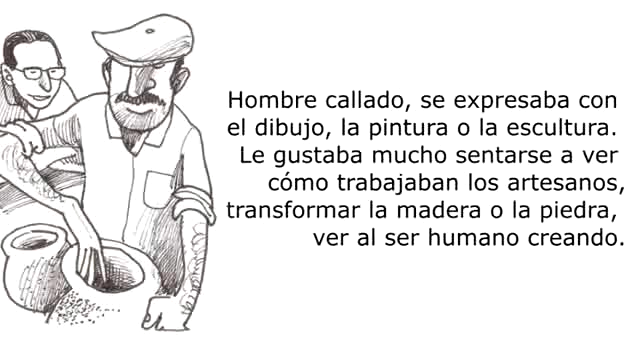 Hombre callado, se expresaba con
el dibujo, la pintura o la escultura.
Le gustaba mucho sentarse a ver
cómo trabajaban los artesanos,
transformar la madera o la piedra,
ver al ser humano creando.